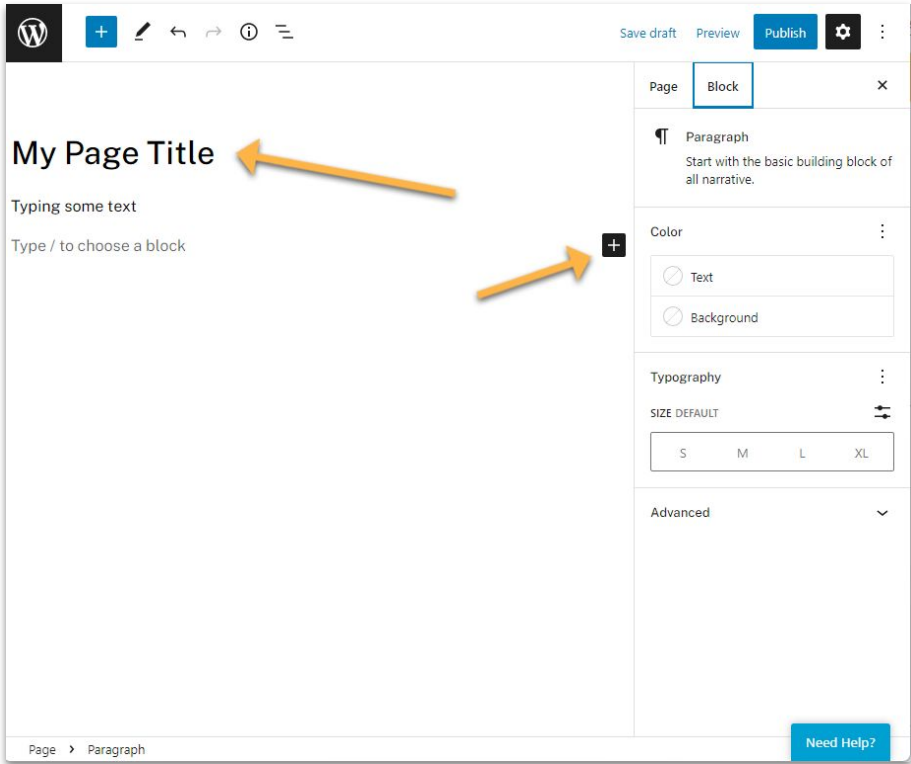 Save draft Preview Publish
Page Block
My Page Title
Typing some text
Type / to choose a block
Paragraph
Start with the basic building block of
all narrative.
Color
Text
Background
Typography
SIZE DEFAULT
S M L XL
Advanced
Need Help?
Page > Paragraph